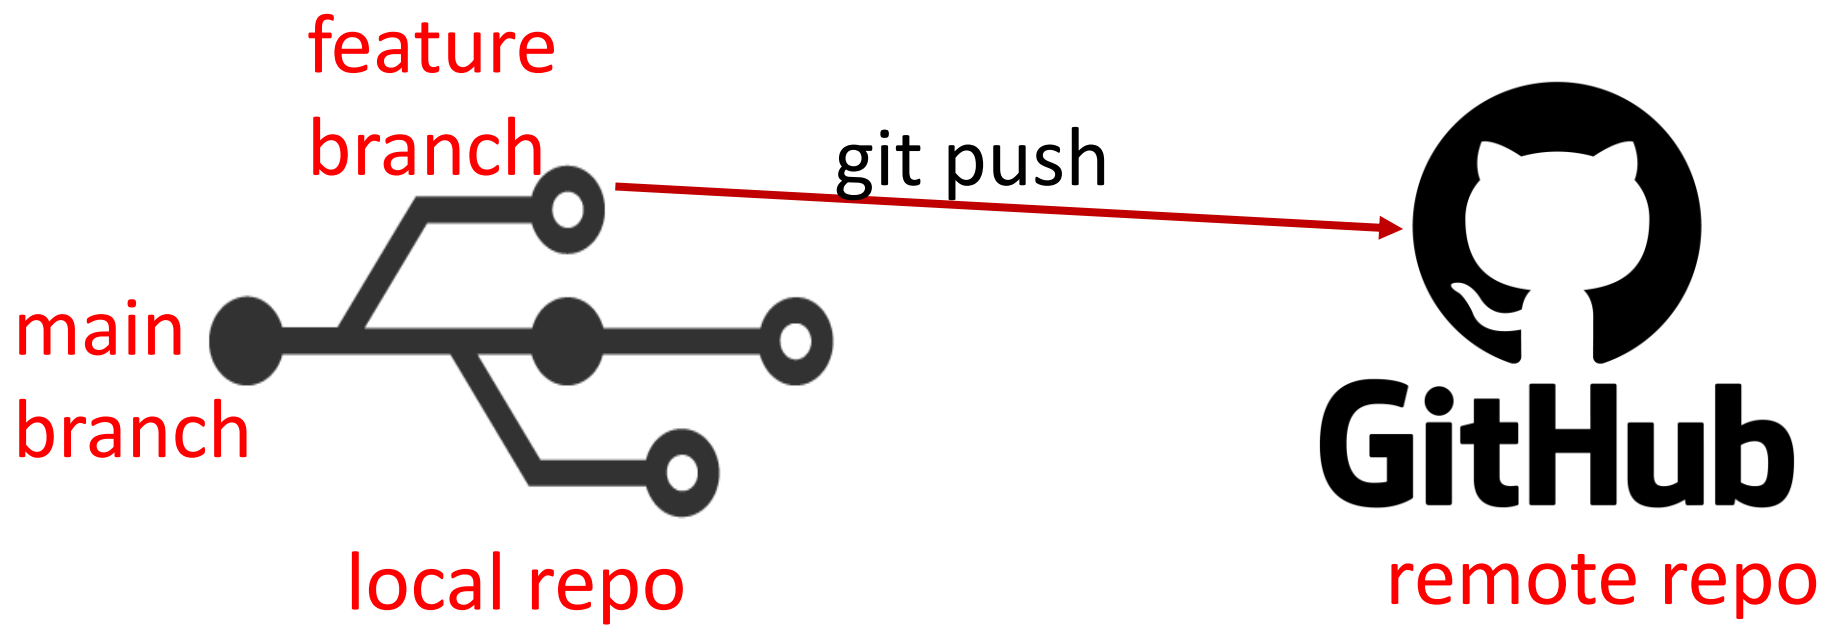 feature
branch
git push
main
branch
GitHub
local repo
remote repo